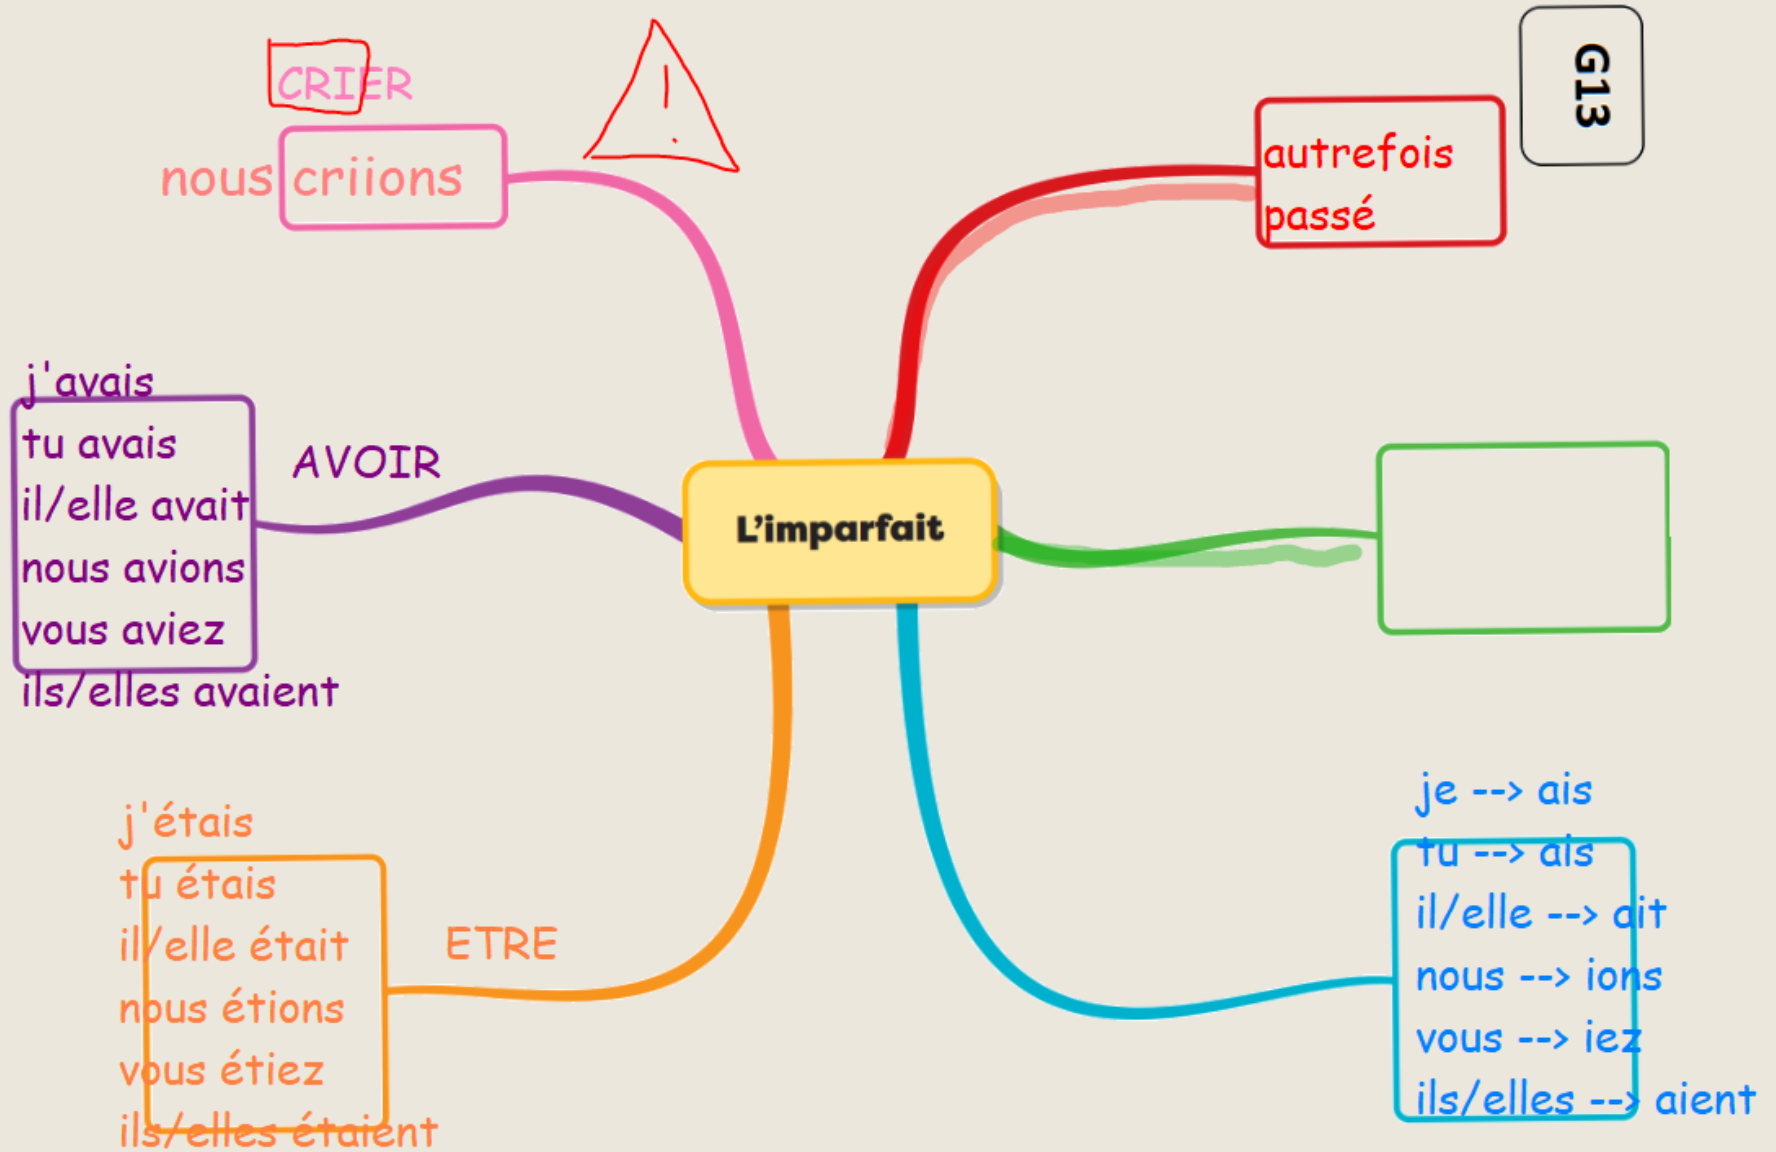 G13
CRIER
nous criions
autrefois
passé
j'avais
tu avais
il/elle avait
nous avions
vous aviez
ils/elles avaient
AVOIR
L'imparfait
j'étais
tu étais
il/elle était
nous étions
vous étiez
ils/elles étaient
ETRE
je --> ais
tu --> ais
il/elle --> ait
nous --> ions
vous --> iez
ils/elles --> aient